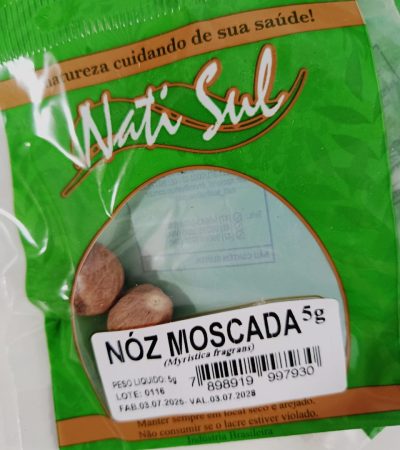 natureza cuidando de sua saúde!
Nati Sul
NÓZ MOSCADA 5g
(Myristica fragrans)
PESO LIQUIDO: 5g
LOTE: 0116
7 898919 997930
FAB.03.07.2025- VAL.03.07.2028
Manter sempre em local seco e arejado.
Não consumir se o lacre estiver violado.
Indústria Brasileira